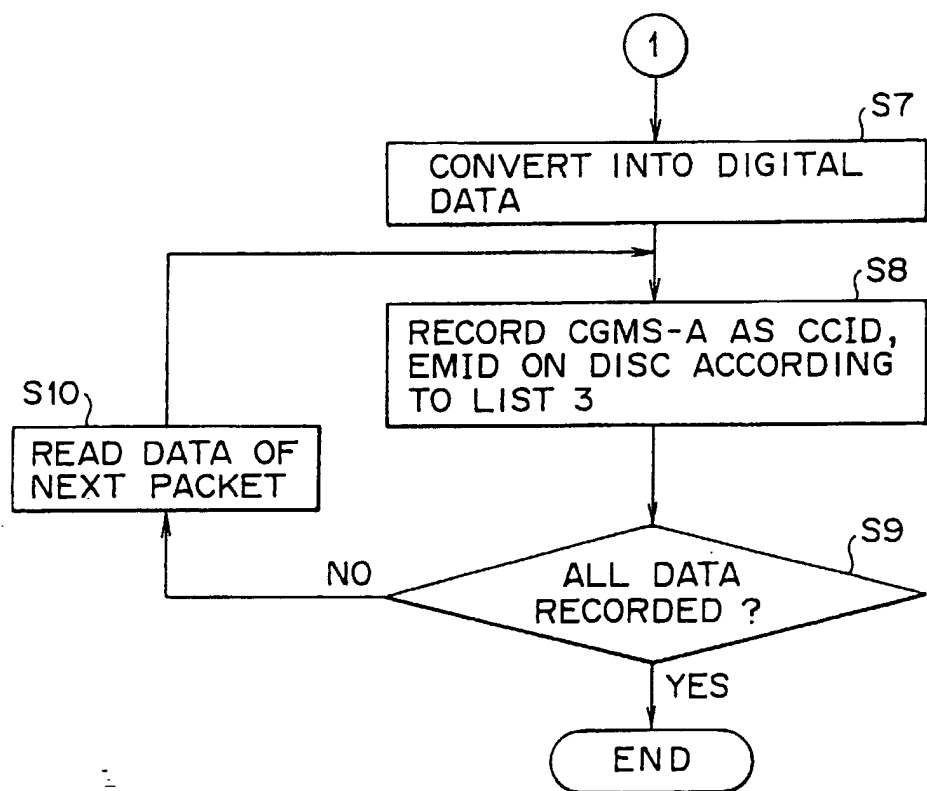 1
S7
CONVERT INTO DIGITAL
DATA
S8
RECORD CGMS-A AS CCID,
EMID ON DISC ACCORDING
TO LIST 3
S10
READ DATA OF
NEXT PACKET
S9
NO
ALL DATA
RECORDED ?
YES
END